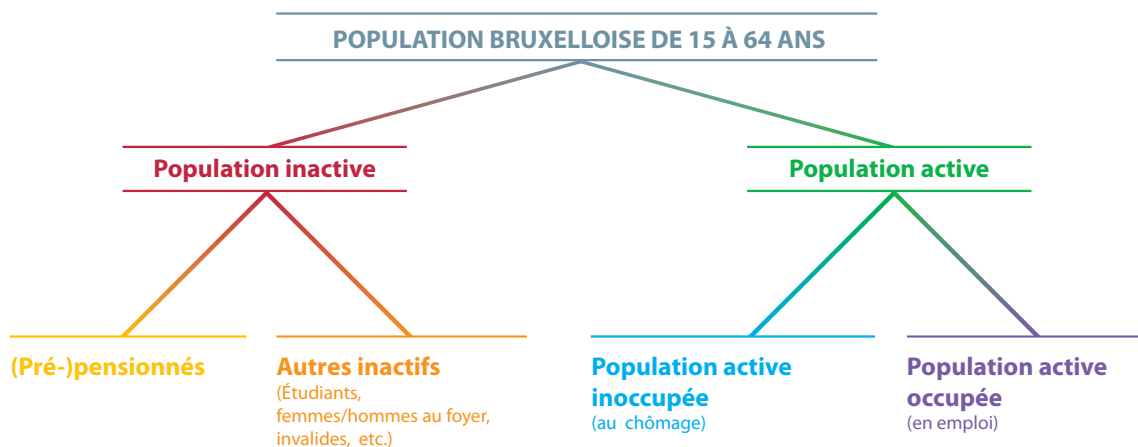 POPULATION BRUXELLOISE DE 15 À 64 ANS
Population inactive
Population active
(Pré-)pensionnés
Autres inactifs
(Étudiants,
femmes/hommes au foyer,
invalides, etc.)
Population active
inoccupée
(au chômage)
Population active
occupée
(en emploi)